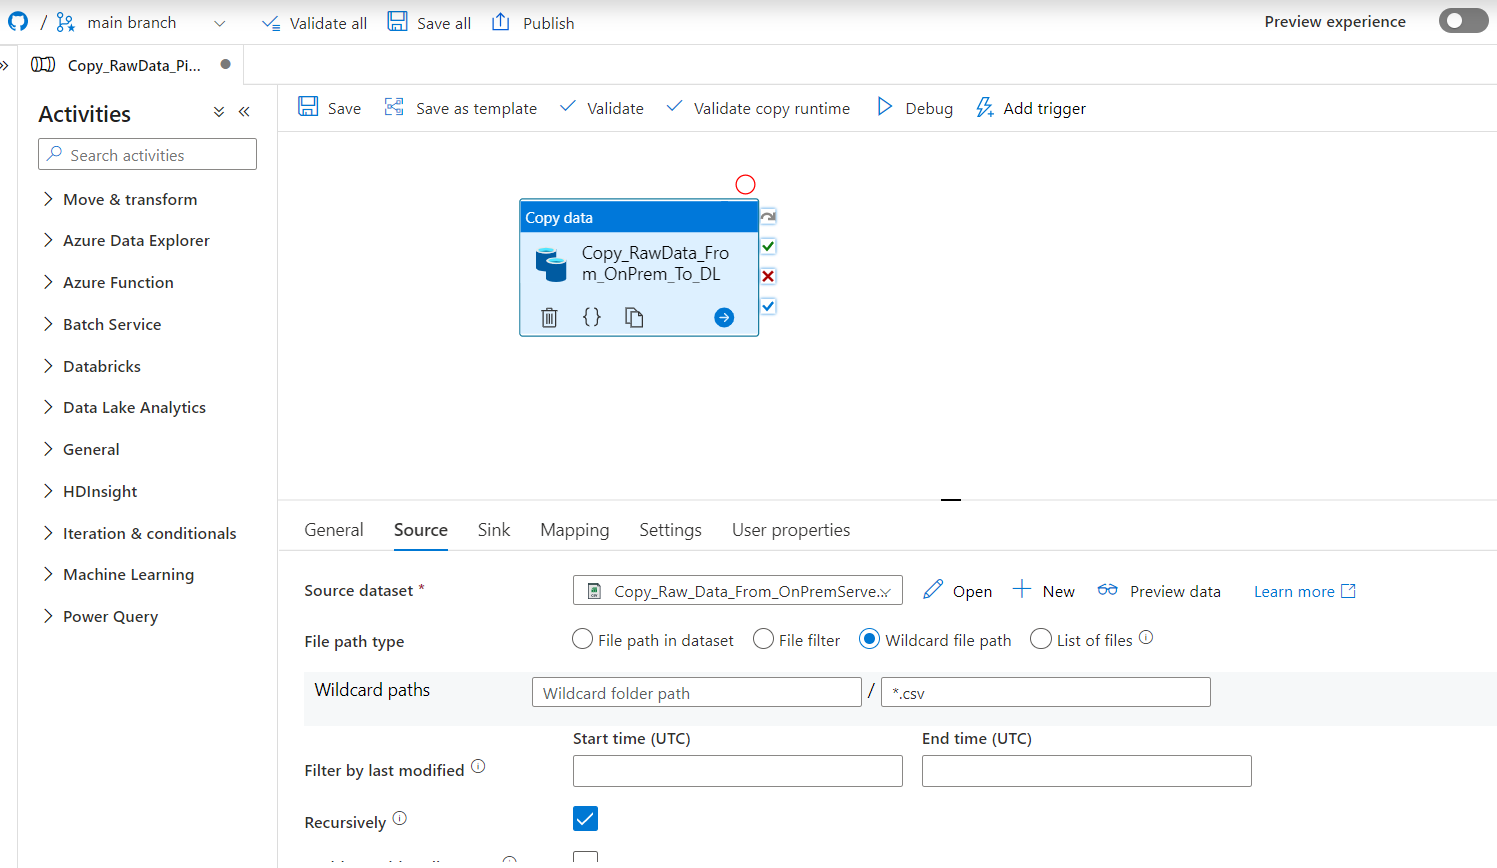 / main branch
Validate all
Save all
Publish
Preview experience
Copy_RawData_Pi...
Activities
Search activities
Move & transform
Azure Data Explorer
Azure Function
Batch Service
Databricks
Data Lake Analytics
General
HDInsight
Iteration & conditionals
Machine Learning
Power Query
Save
Save as template
Validate
Validate copy runtime
Debug
Add trigger
Copy data
Copy_RawData_Fro
m_OnPrem_To_DL
General
Source
Sink
Mapping
Settings
User properties
Source dataset *
Copy_Raw_Data_From_OnPremServe...
Open
New
Preview data
Learn more
File path type
File path in dataset
File filter
Wildcard file path
List of files
Wildcard paths
Wildcard folder path
/
*.csv
Start time (UTC)
End time (UTC)
Filter by last modified
Recursively